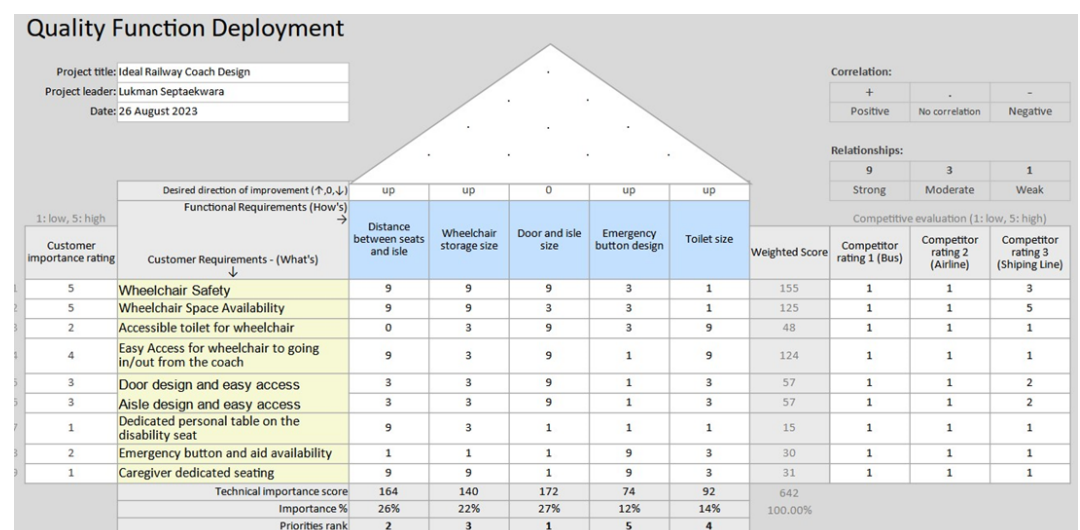 Quality Function Deployment
Project title: Ideal Railway Coach Design
Project leader: Lukman Septaekwara
Date: 26 August 2023
Correlation:
+ . -
Positive No correlation Negative
Relationships:
9 3 1
Strong Moderate Weak
Desired direction of improvement (↑,0,↓) up up 0 up up
1: low, 5: high
Functional Requirements (How's) →
Competitive evaluation (1: low, 5: high)
Customer importance rating
Customer Requirements - (What's) ↓
Distance between seats and isle
Wheelchair storage size
Door and isle size
Emergency button design
Toilet size
Weighted Score
Competitor rating 1 (Bus)
Competitor rating 2 (Airline)
Competitor rating 3 (Shiping Line)
5 Wheelchair Safety 9 9 9 3 1 155 1 1 3
5 Wheelchair Space Availability 9 9 3 3 1 125 1 1 5
2 Accessible toilet for wheelchair 0 3 9 3 9 48 1 1 1
4 Easy Access for wheelchair to going in/out from the coach 9 3 9 1 9 124 1 1 1
3 Door design and easy access 3 3 9 1 3 57 1 1 2
3 Aisle design and easy access 3 3 9 1 3 57 1 1 2
1 Dedicated personal table on the disability seat 9 3 1 1 1 15 1 1 1
2 Emergency button and aid availability 1 1 1 9 3 30 1 1 1
1 Caregiver dedicated seating 9 9 1 9 3 31 1 1 1
Technical importance score 164 140 172 74 92 642
Importance % 26% 22% 27% 12% 14% 100.00%
Priorities rank 2 3 1 5 4